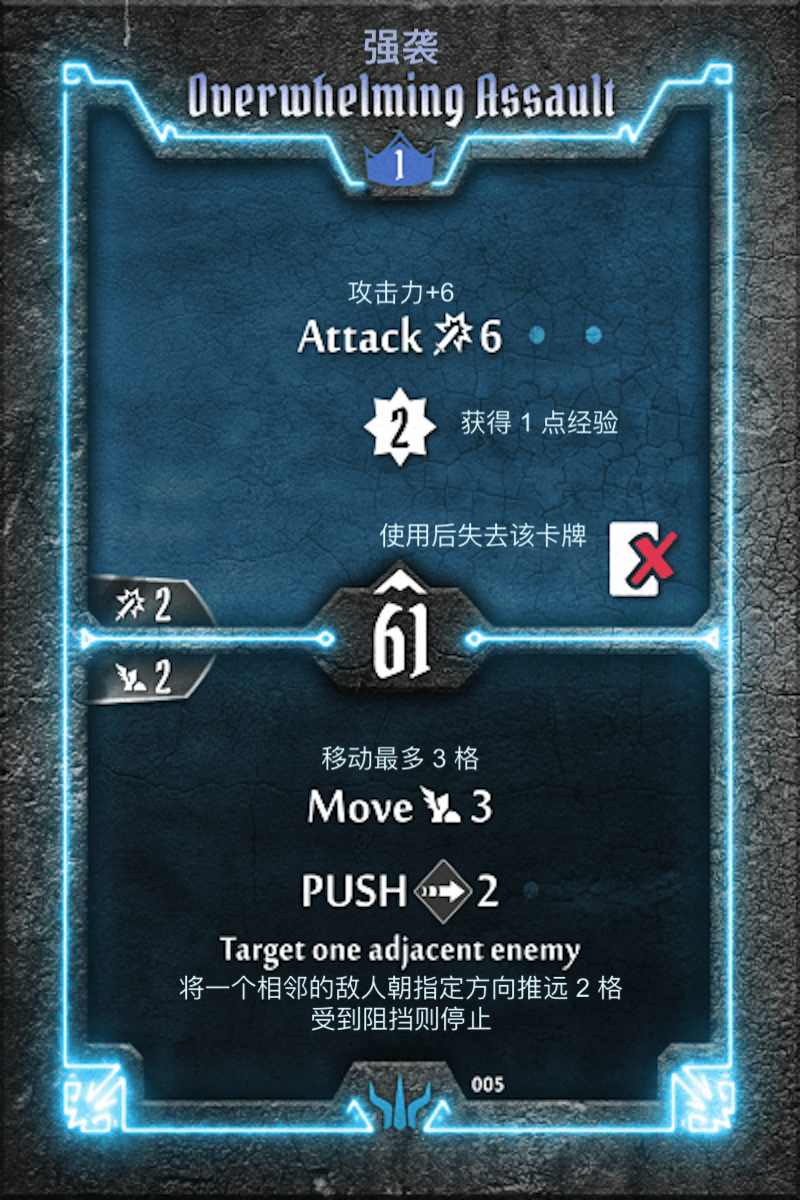 强袭
Overwhelming Assault
1
攻击力+6
Attack 6
2 获得 1 点经验
使用后失去该卡牌
2
61
2
移动最多 3 格
Move 3
PUSH 2
Target one adjacent enemy
将一个相邻的敌人朝指定方向推远 2 格
受到阻挡则停止
005